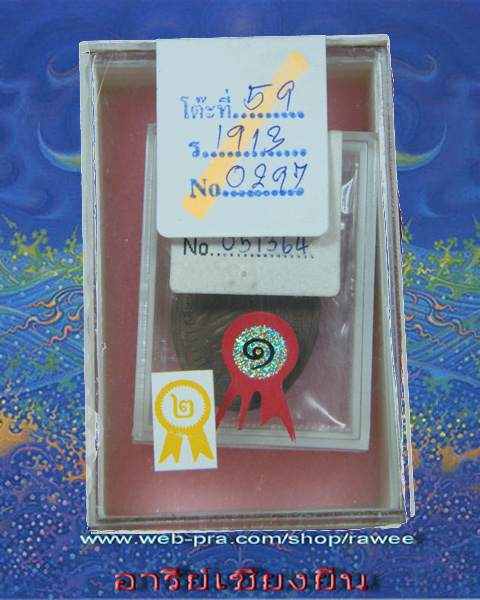 โต๊ะที่ 59
ร. 1913
No 0297
No. 051364
๑
๒
www.web-pra.com/shop/rawee
อารีย์เชียงยืน